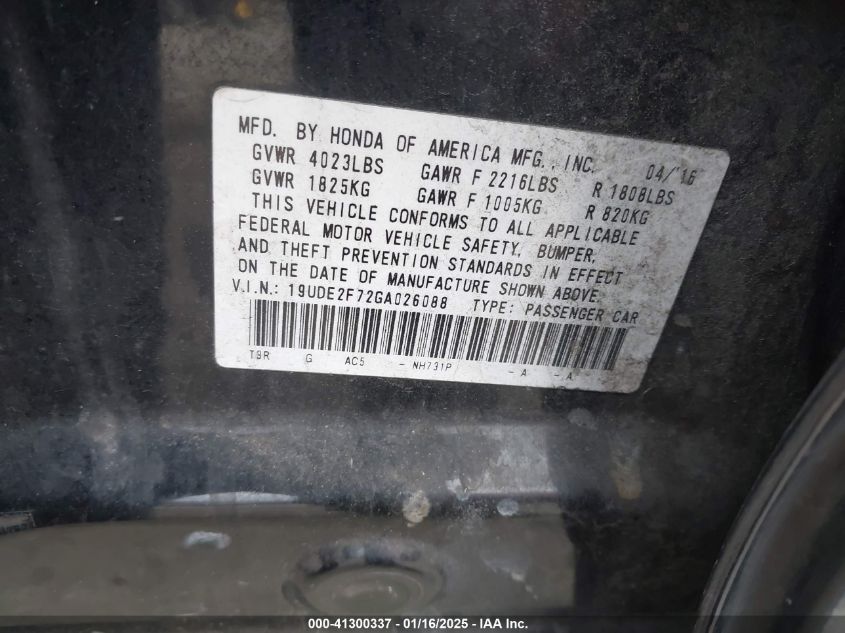 MFD. BY HONDA OF AMERICA MFG., INC. 04/'16
GVWR 4023LBS GAWR F 2216LBS R 1808LBS
GVWR 1825KG GAWR F 1005KG R 820KG
THIS VEHICLE CONFORMS TO ALL APPLICABLE
FEDERAL MOTOR VEHICLE SAFETY, BUMPER,
AND THEFT PREVENTION STANDARDS IN EFFECT
ON THE DATE OF MANUFACTURE SHOWN ABOVE.
V.I.N.: 19UDE2F72GA026088 TYPE: PASSENGER CAR
G AC5 - NH731P - A - A
000-41300337 - 01/16/2025 - IAA Inc.